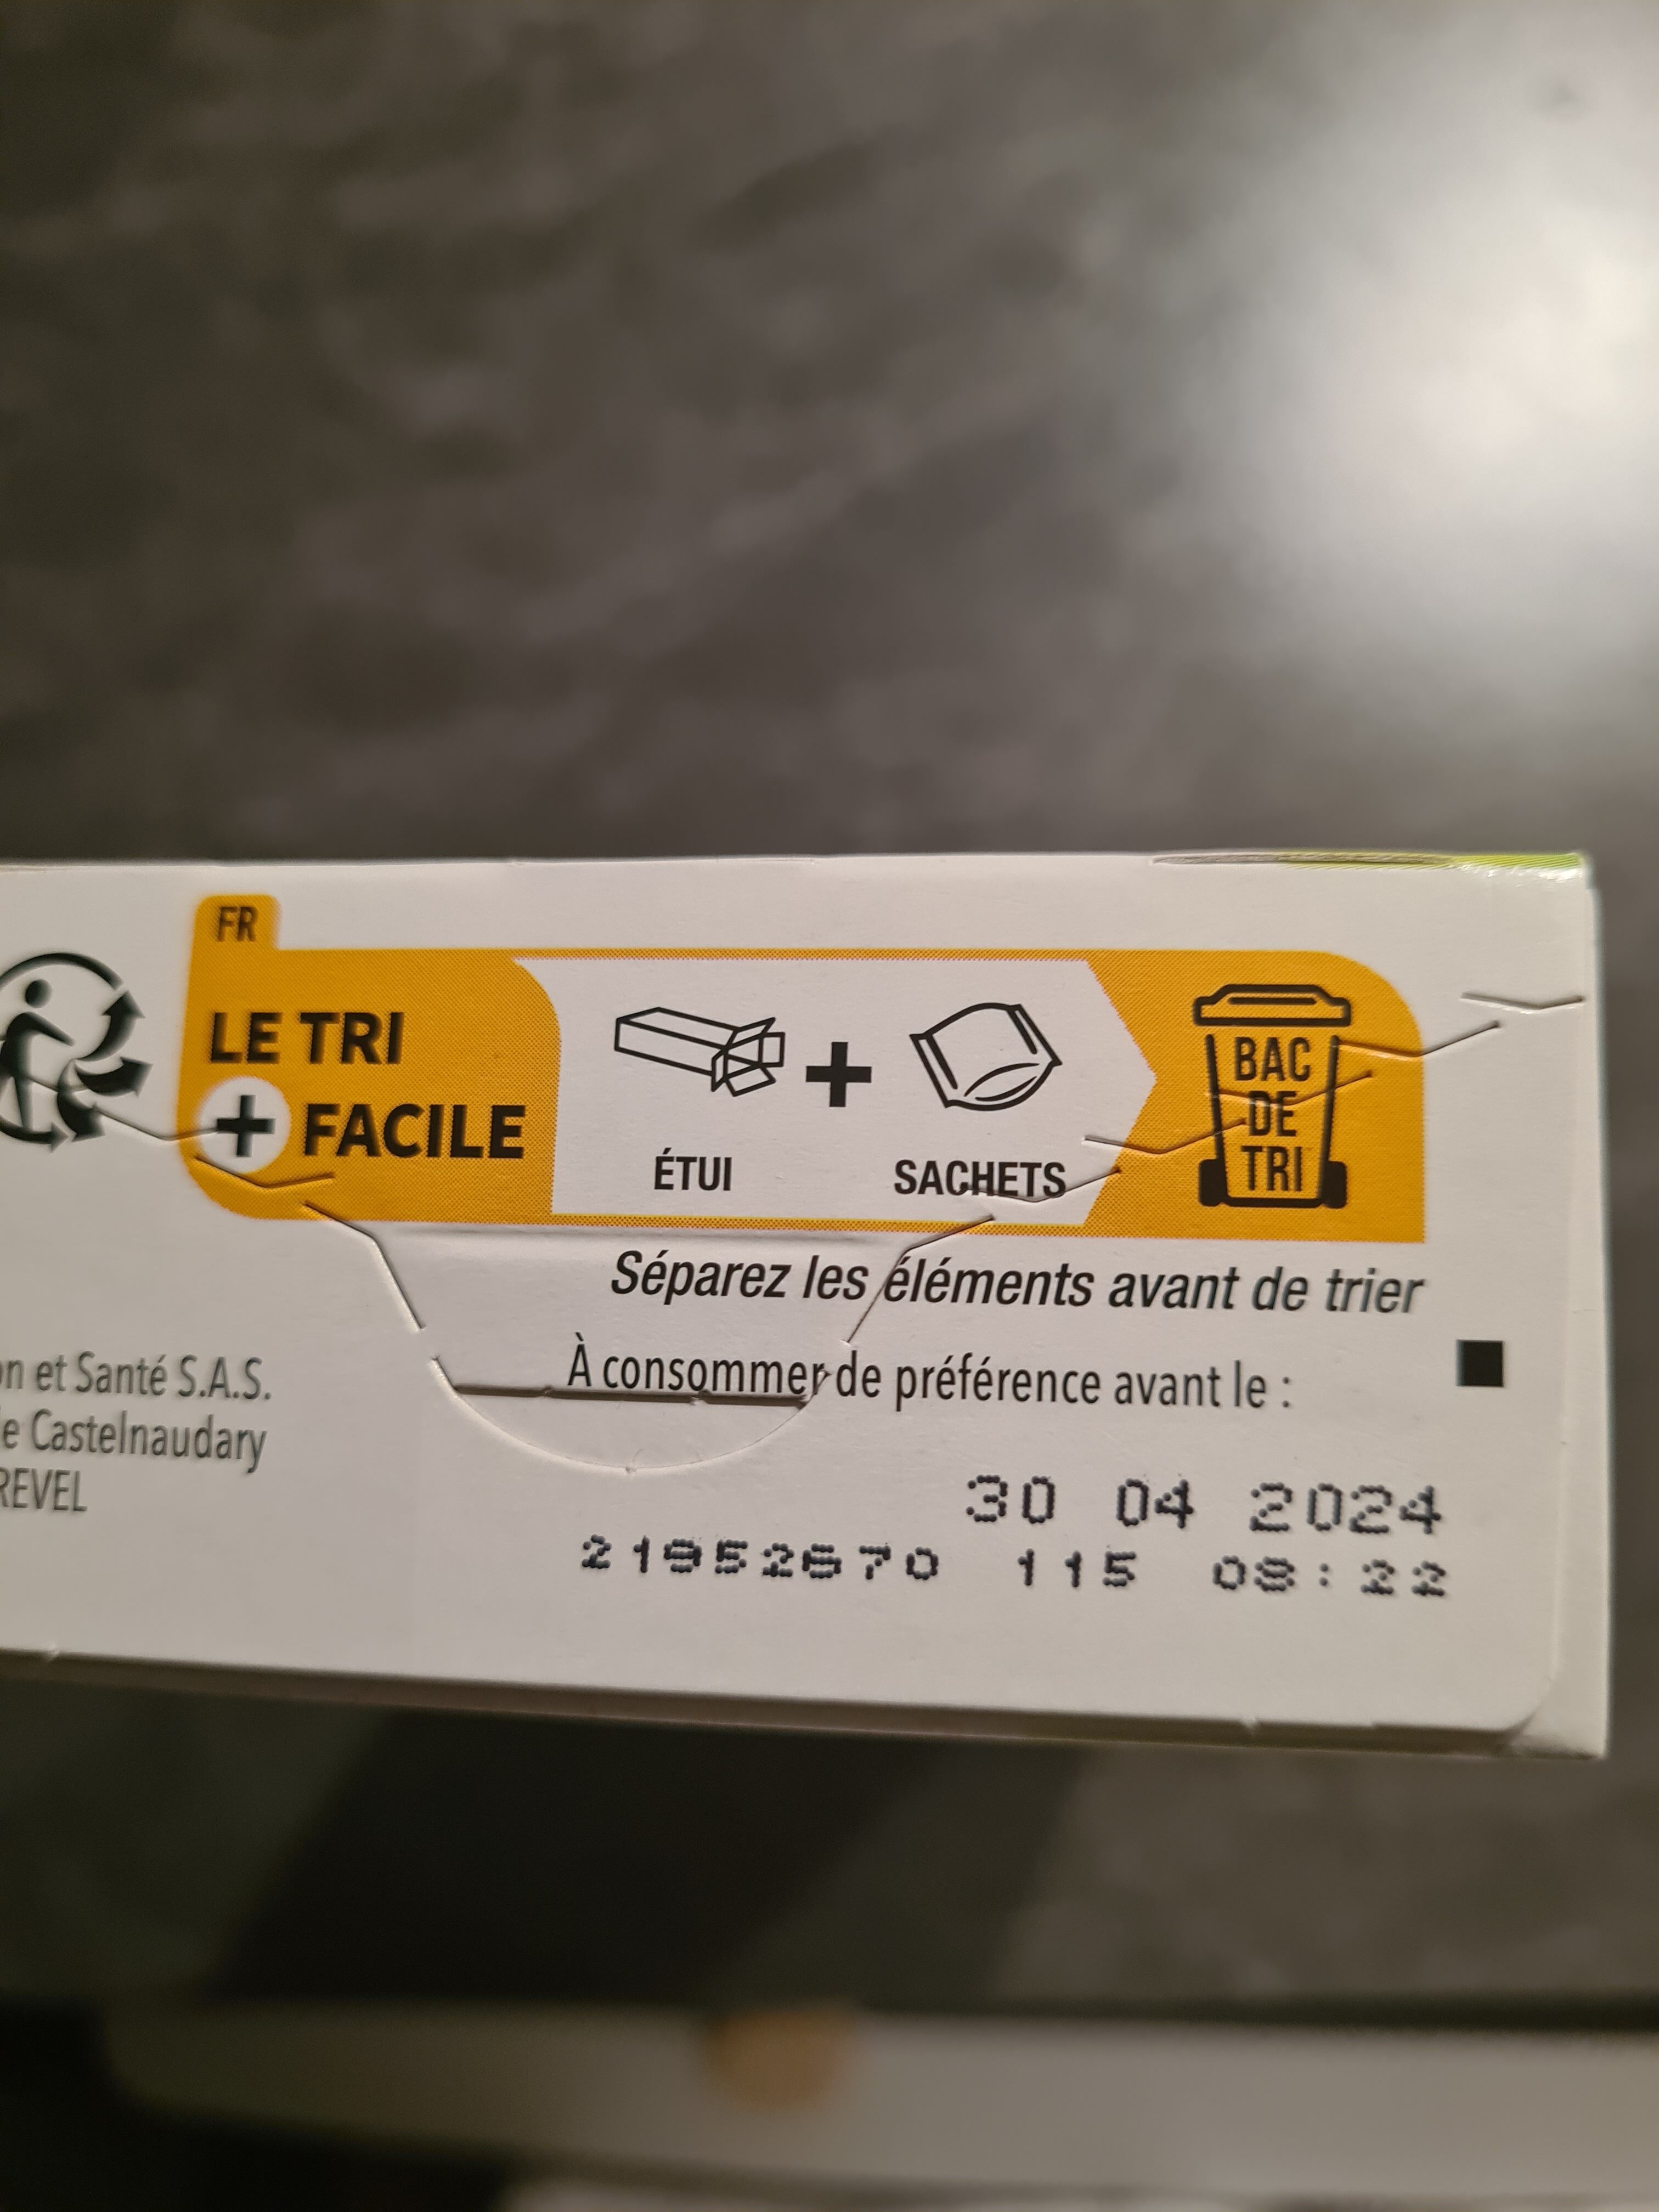 FR
LE TRI
+ FACILE
ÉTUI
+
SACHETS
BAC
DE
TRI
Séparez les éléments avant de trier
À consommer de préférence avant le :
et Santé S.A.S.
Castelnaudary
REVEL
30 04 2024
21952670 115 08:22